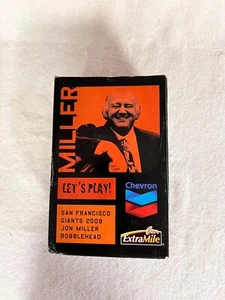 MILLER
LET'S PLAY!
SAN FRANCISCO
GIANTS 2009
JON MILLER
BOBBLEHEAD
Chevron
ExtraMile